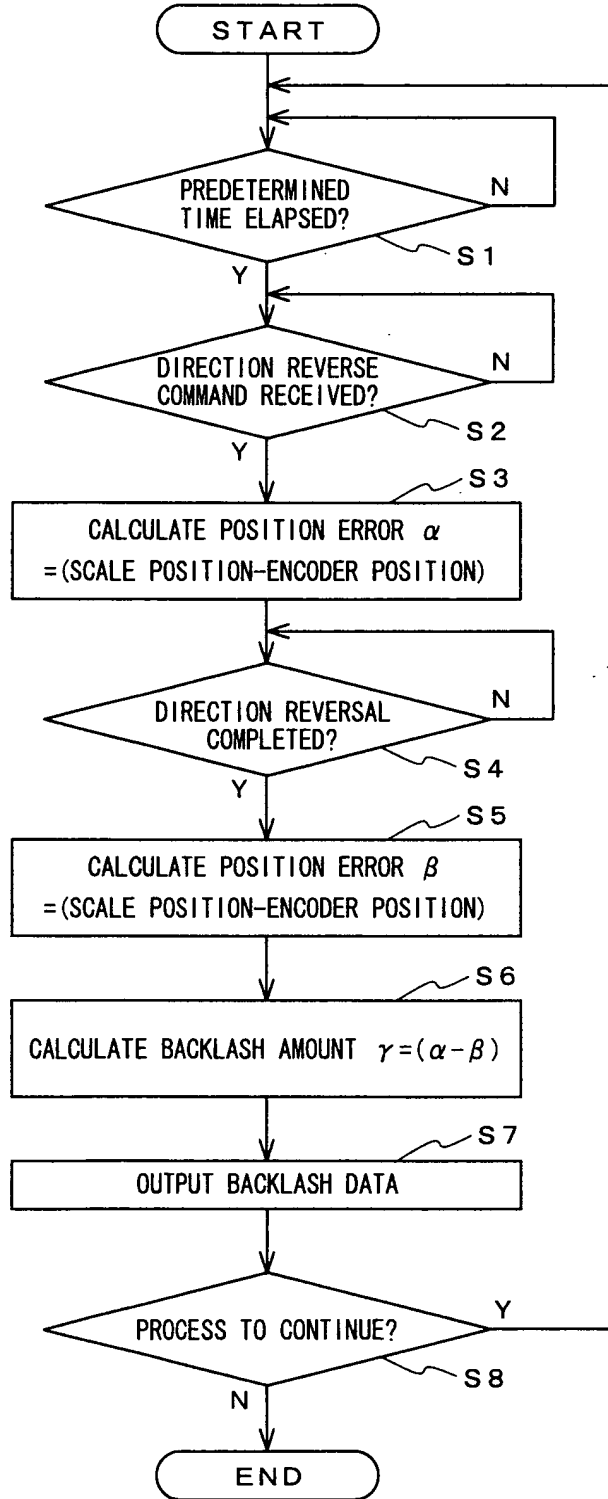 START
PREDETERMINED
TIME ELAPSED?
N
S1
Y
DIRECTION REVERSE
COMMAND RECEIVED?
N
S2
Y
S3
CALCULATE POSITION ERROR α
=(SCALE POSITION-ENCODER POSITION)
DIRECTION REVERSAL
COMPLETED?
N
S4
Y
S5
CALCULATE POSITION ERROR β
=(SCALE POSITION-ENCODER POSITION)
S6
CALCULATE BACKLASH AMOUNT γ=(α-β)
S7
OUTPUT BACKLASH DATA
PROCESS TO CONTINUE?
Y
S8
N
END